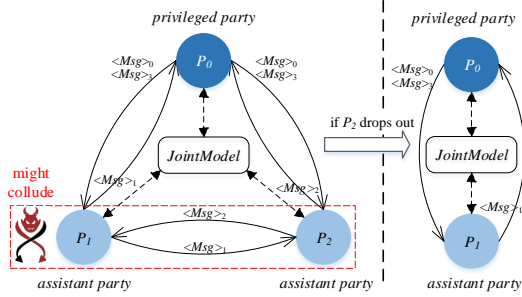 privileged party
privileged party
P0
P0
<Msg>0
<Msg>3
<Msg>0
<Msg>3
<Msg>0
<Msg>3
if P2 drops out
JointModel
JointModel
might
collude
<Msg>1
<Msg>2
<Msg>1
P1
<Msg>2
<Msg>1
P2
P1
assistant party
assistant party
assistant party